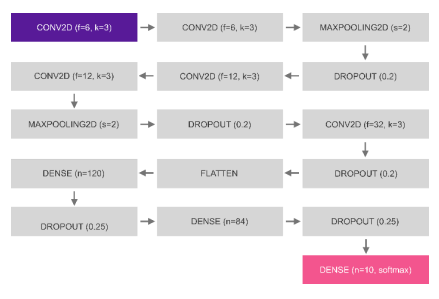 CONV2D (f=6, k=3)
CONV2D (f=6, k=3)
MAXPOOLING2D (s=2)
CONV2D (f=12, k=3)
CONV2D (f=12, k=3)
DROPOUT (0.2)
MAXPOOLING2D (s=2)
DROPOUT (0.2)
CONV2D (f=32, k=3)
DENSE (n=120)
FLATTEN
DROPOUT (0.2)
DROPOUT (0.25)
DENSE (n=84)
DROPOUT (0.25)
DENSE (n=10, softmax)